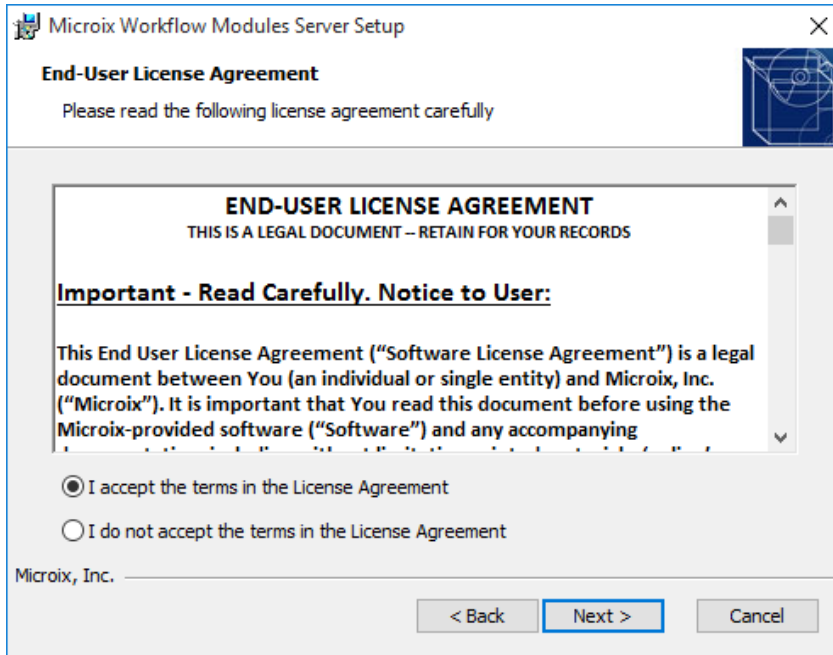 Microix Workflow Modules Server Setup
End-User License Agreement
Please read the following license agreement carefully
END-USER LICENSE AGREEMENT
THIS IS A LEGAL DOCUMENT -- RETAIN FOR YOUR RECORDS
Important - Read Carefully. Notice to User:
This End User License Agreement (“Software License Agreement”) is a legal
document between You (an individual or single entity) and Microix, Inc.
(“Microix”). It is important that You read this document before using the
Microix-provided software (“Software”) and any accompanying
I accept the terms in the License Agreement
I do not accept the terms in the License Agreement
Microix, Inc.
< Back Next > Cancel